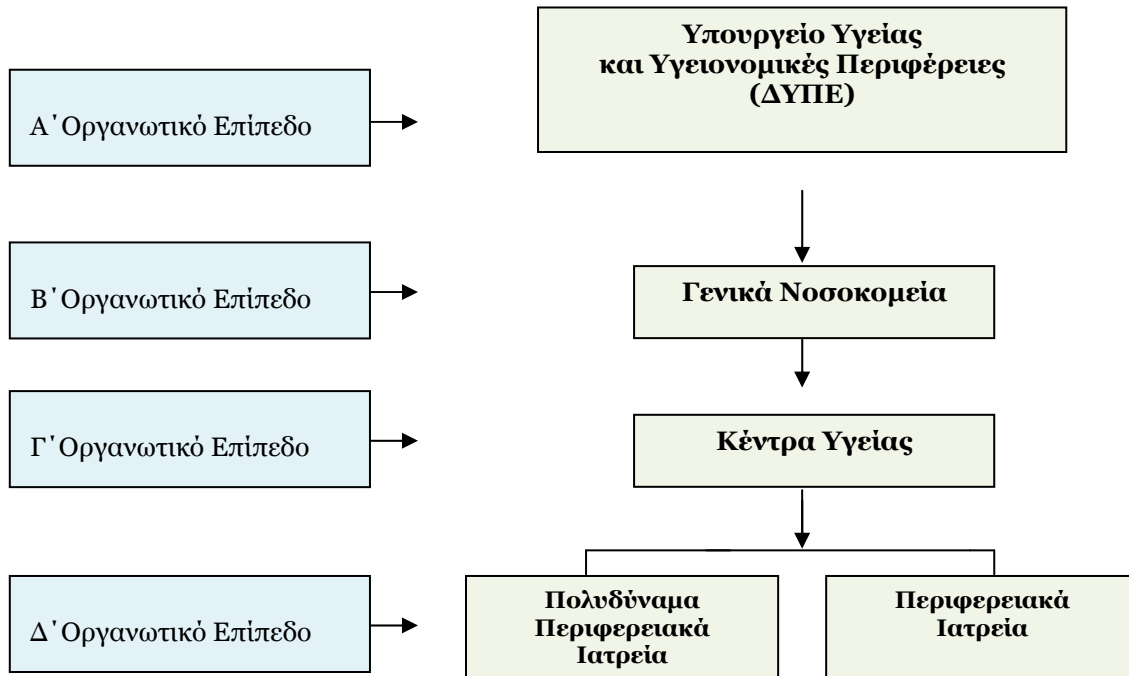 Υπουργείο Υγείας
και Υγειονομικές Περιφέρειες
(ΔΥΠΕ)
Α΄Οργανωτικό Επίπεδο
Β΄Οργανωτικό Επίπεδο
Γενικά Νοσοκομεία
Γ΄Οργανωτικό Επίπεδο
Κέντρα Υγείας
Δ΄Οργανωτικό Επίπεδο
Πολυδύναμα
Περιφερειακά
Ιατρεία
Περιφερειακά
Ιατρεία